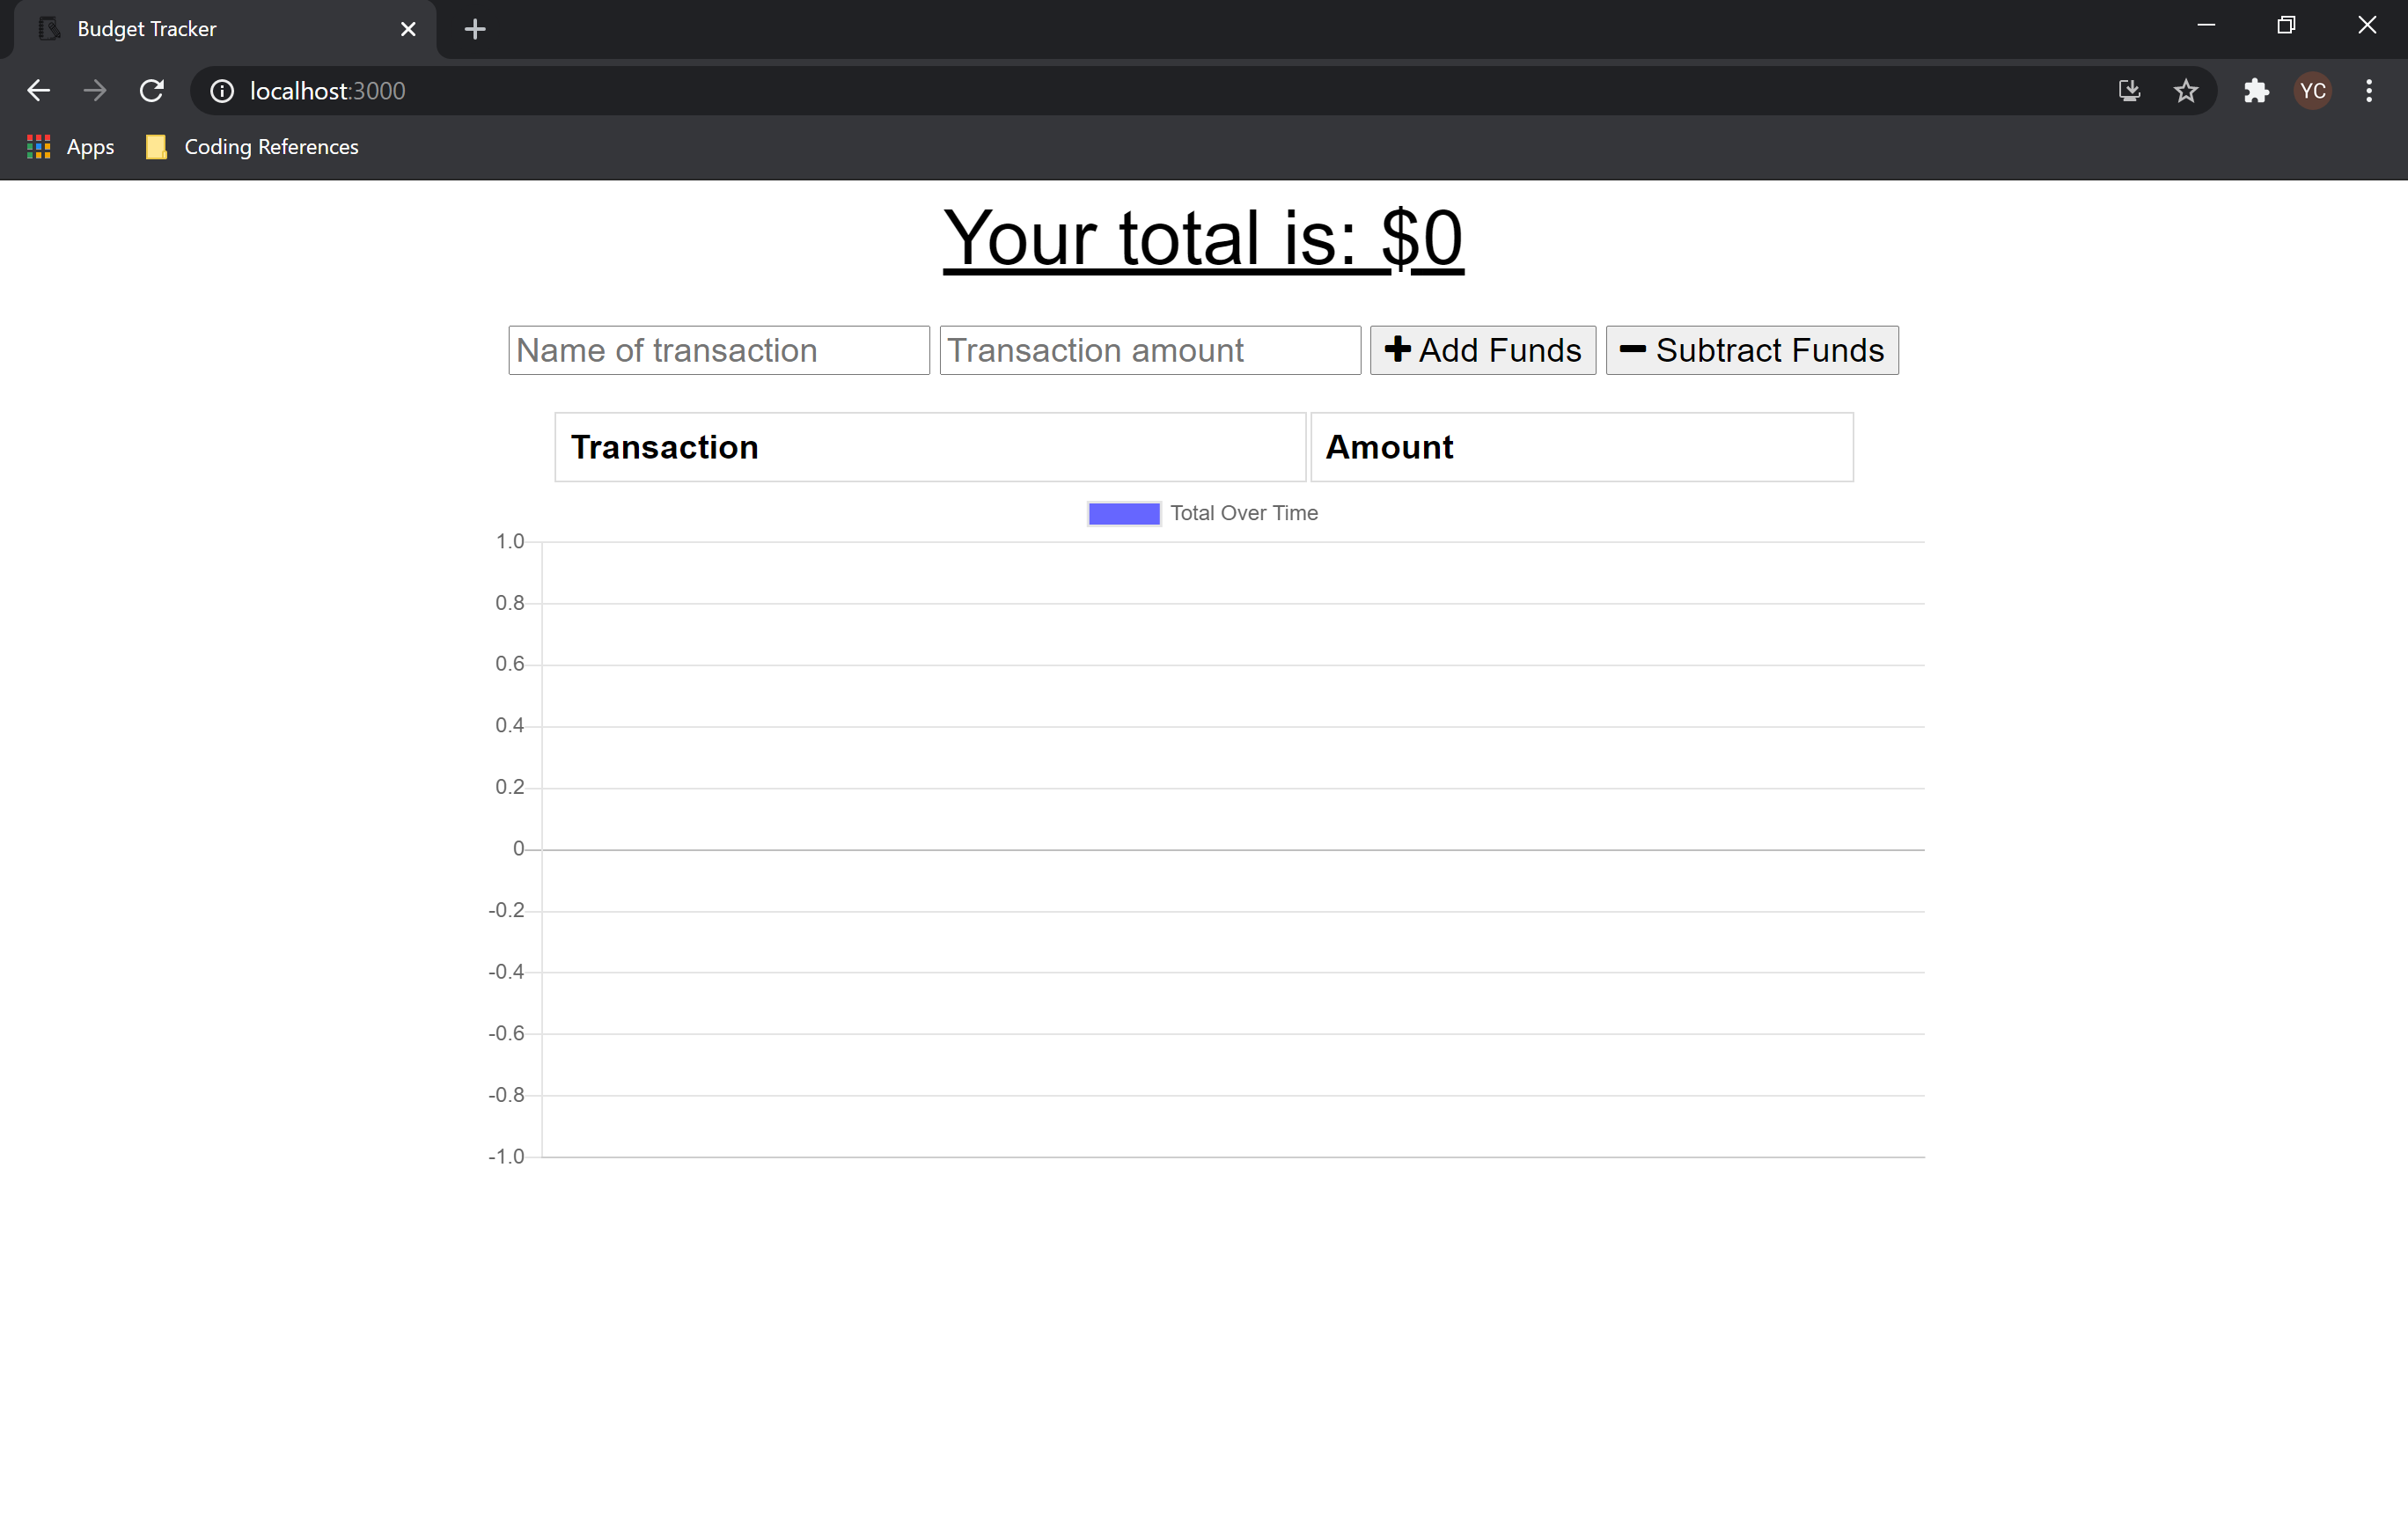 Budget Tracker
localhost:3000
YC
Apps Coding References
Your total is: $0
Name of transaction Transaction amount Add Funds Subtract Funds
Transaction Amount
Total Over Time
1.0
0.8
0.6
0.4
0.2
0
-0.2
-0.4
-0.6
-0.8
-1.0